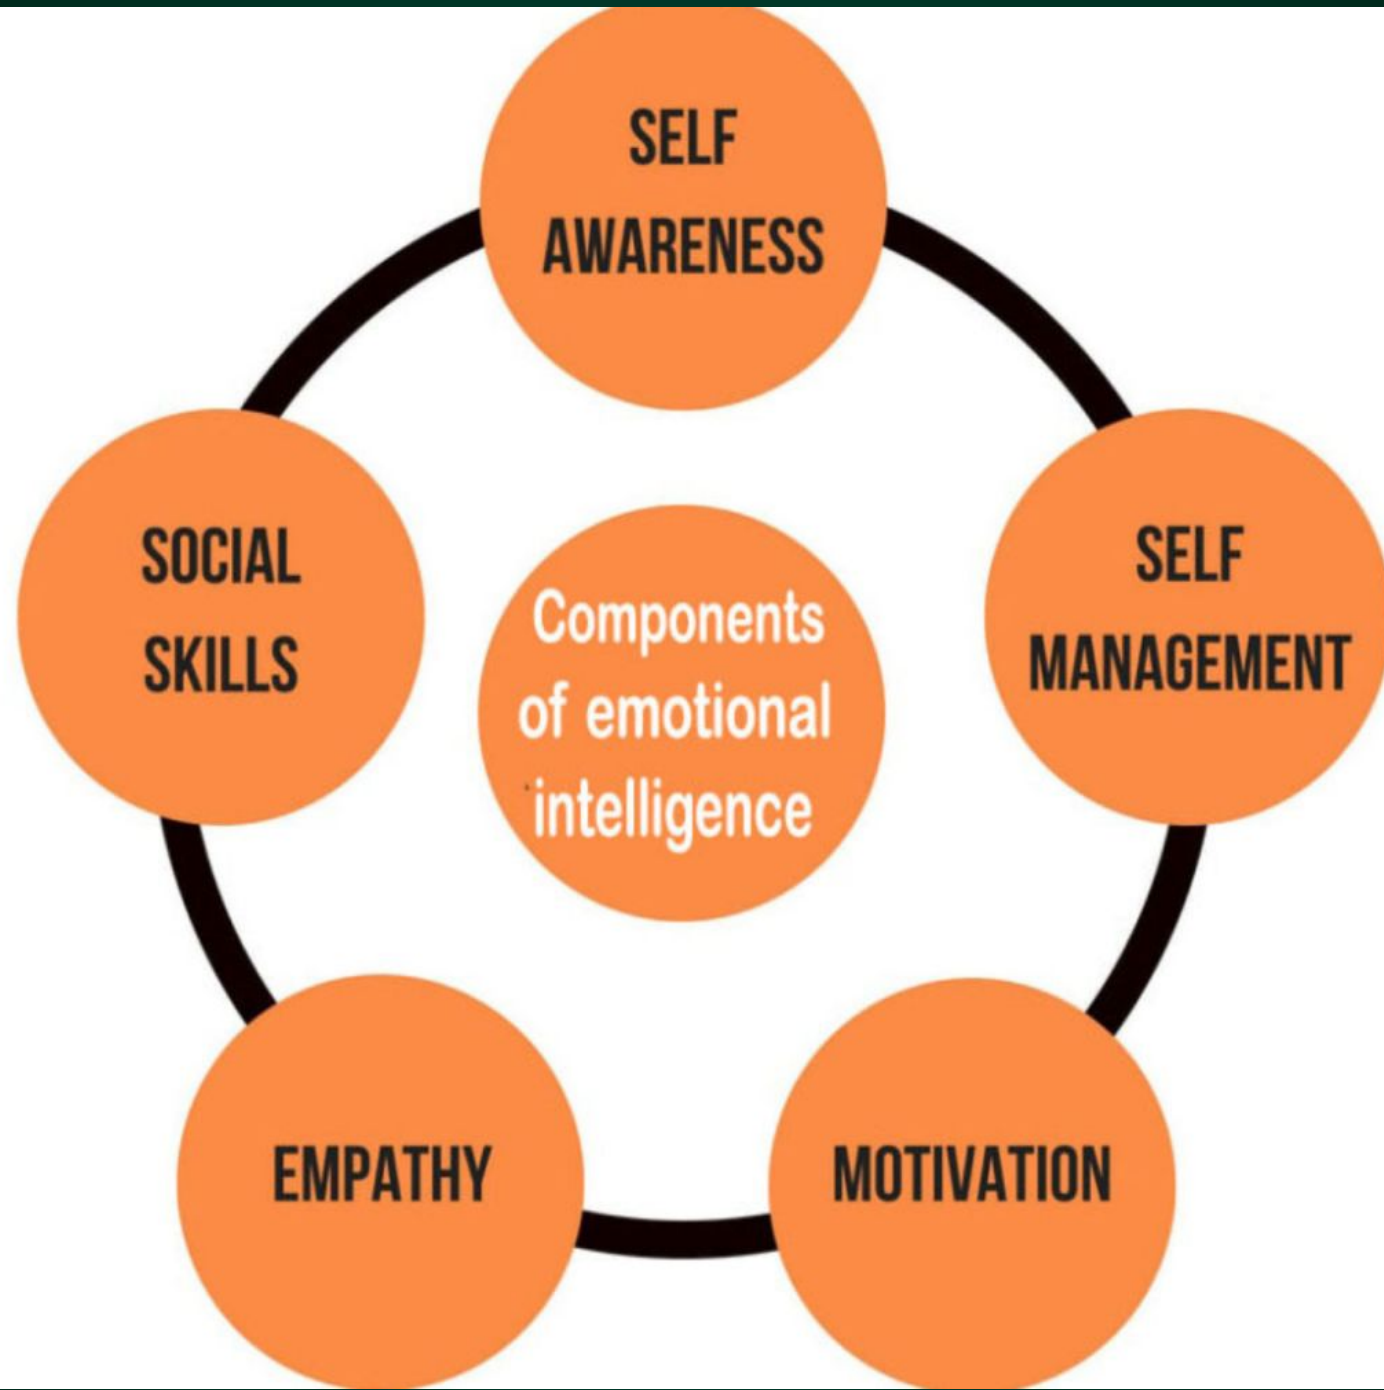 SELF
AWARENESS
SELF
MANAGEMENT
MOTIVATION
EMPATHY
SOCIAL
SKILLS
Components
of emotional
intelligence